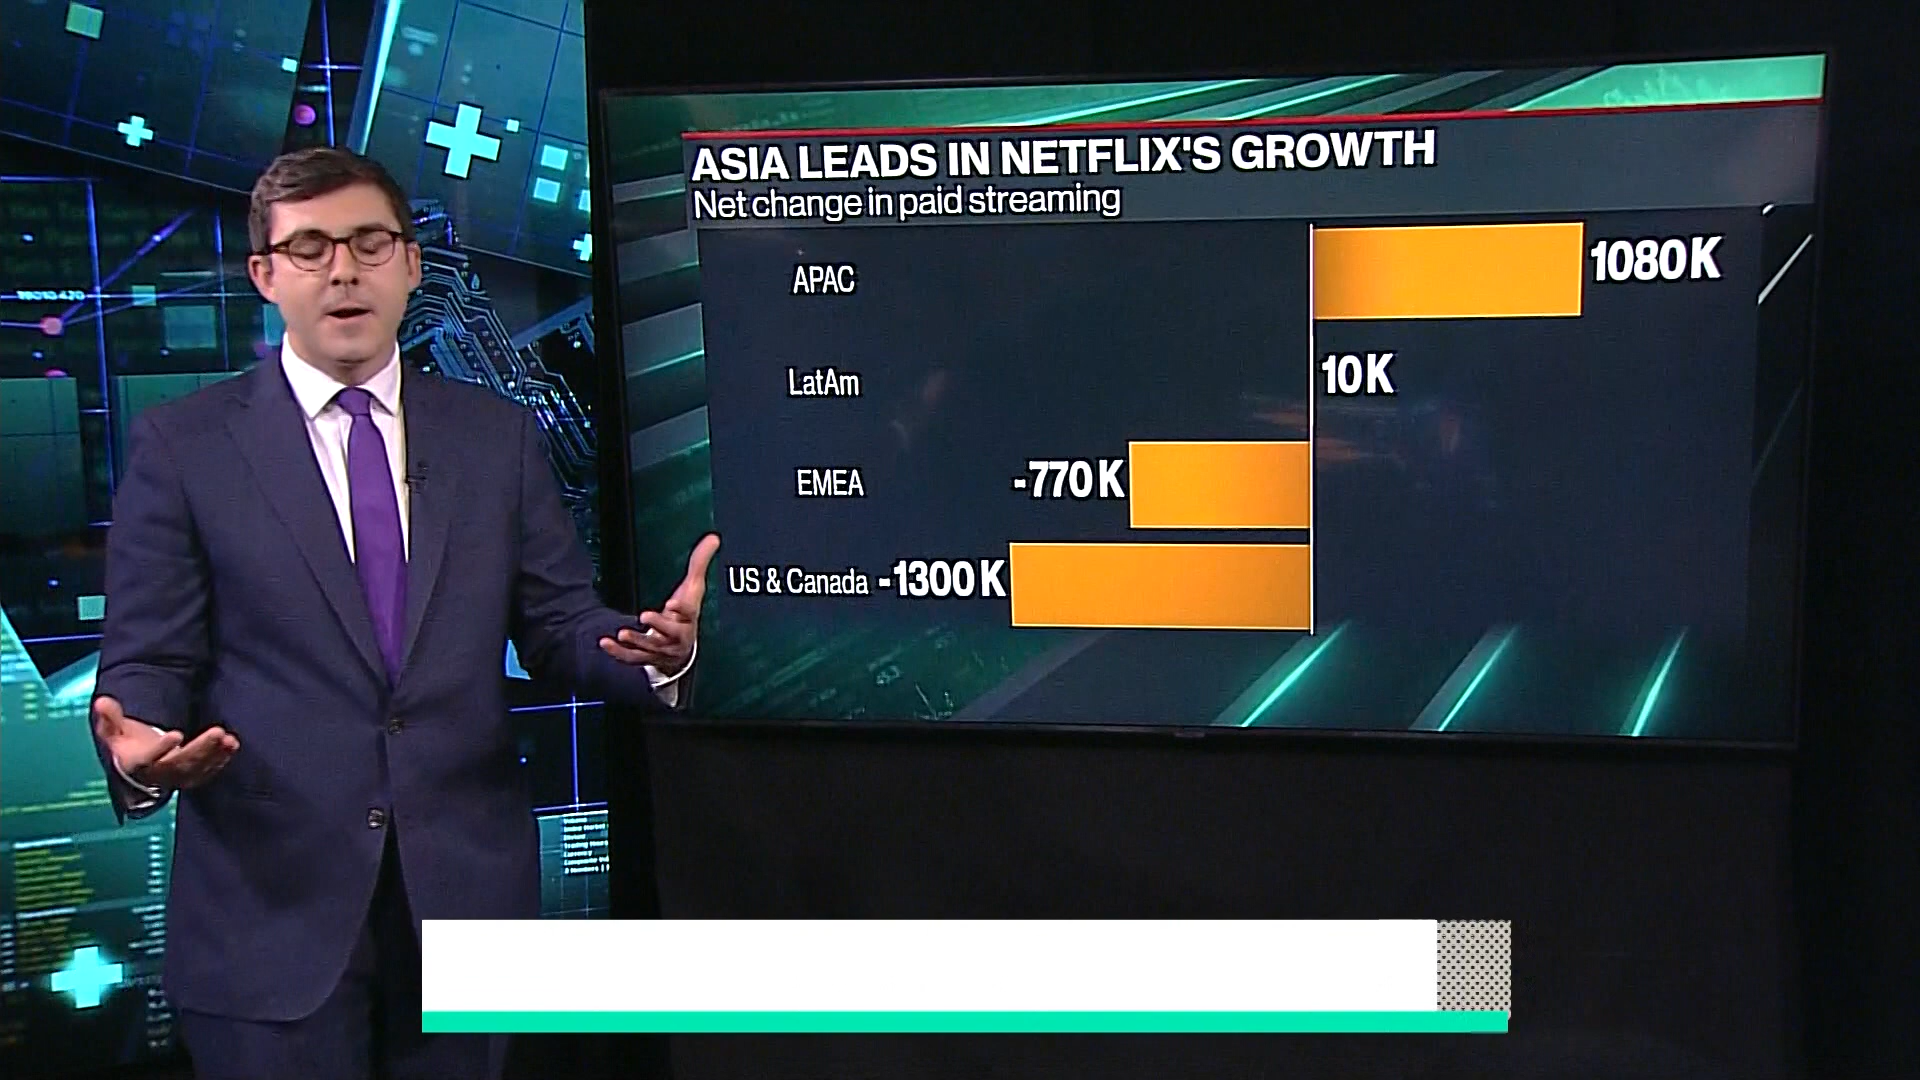 ASIA LEADS IN NETFLIX'S GROWTH
Net change in paid streaming
APAC 1080K
LatAm 10K
EMEA -770K
US & Canada -1300K